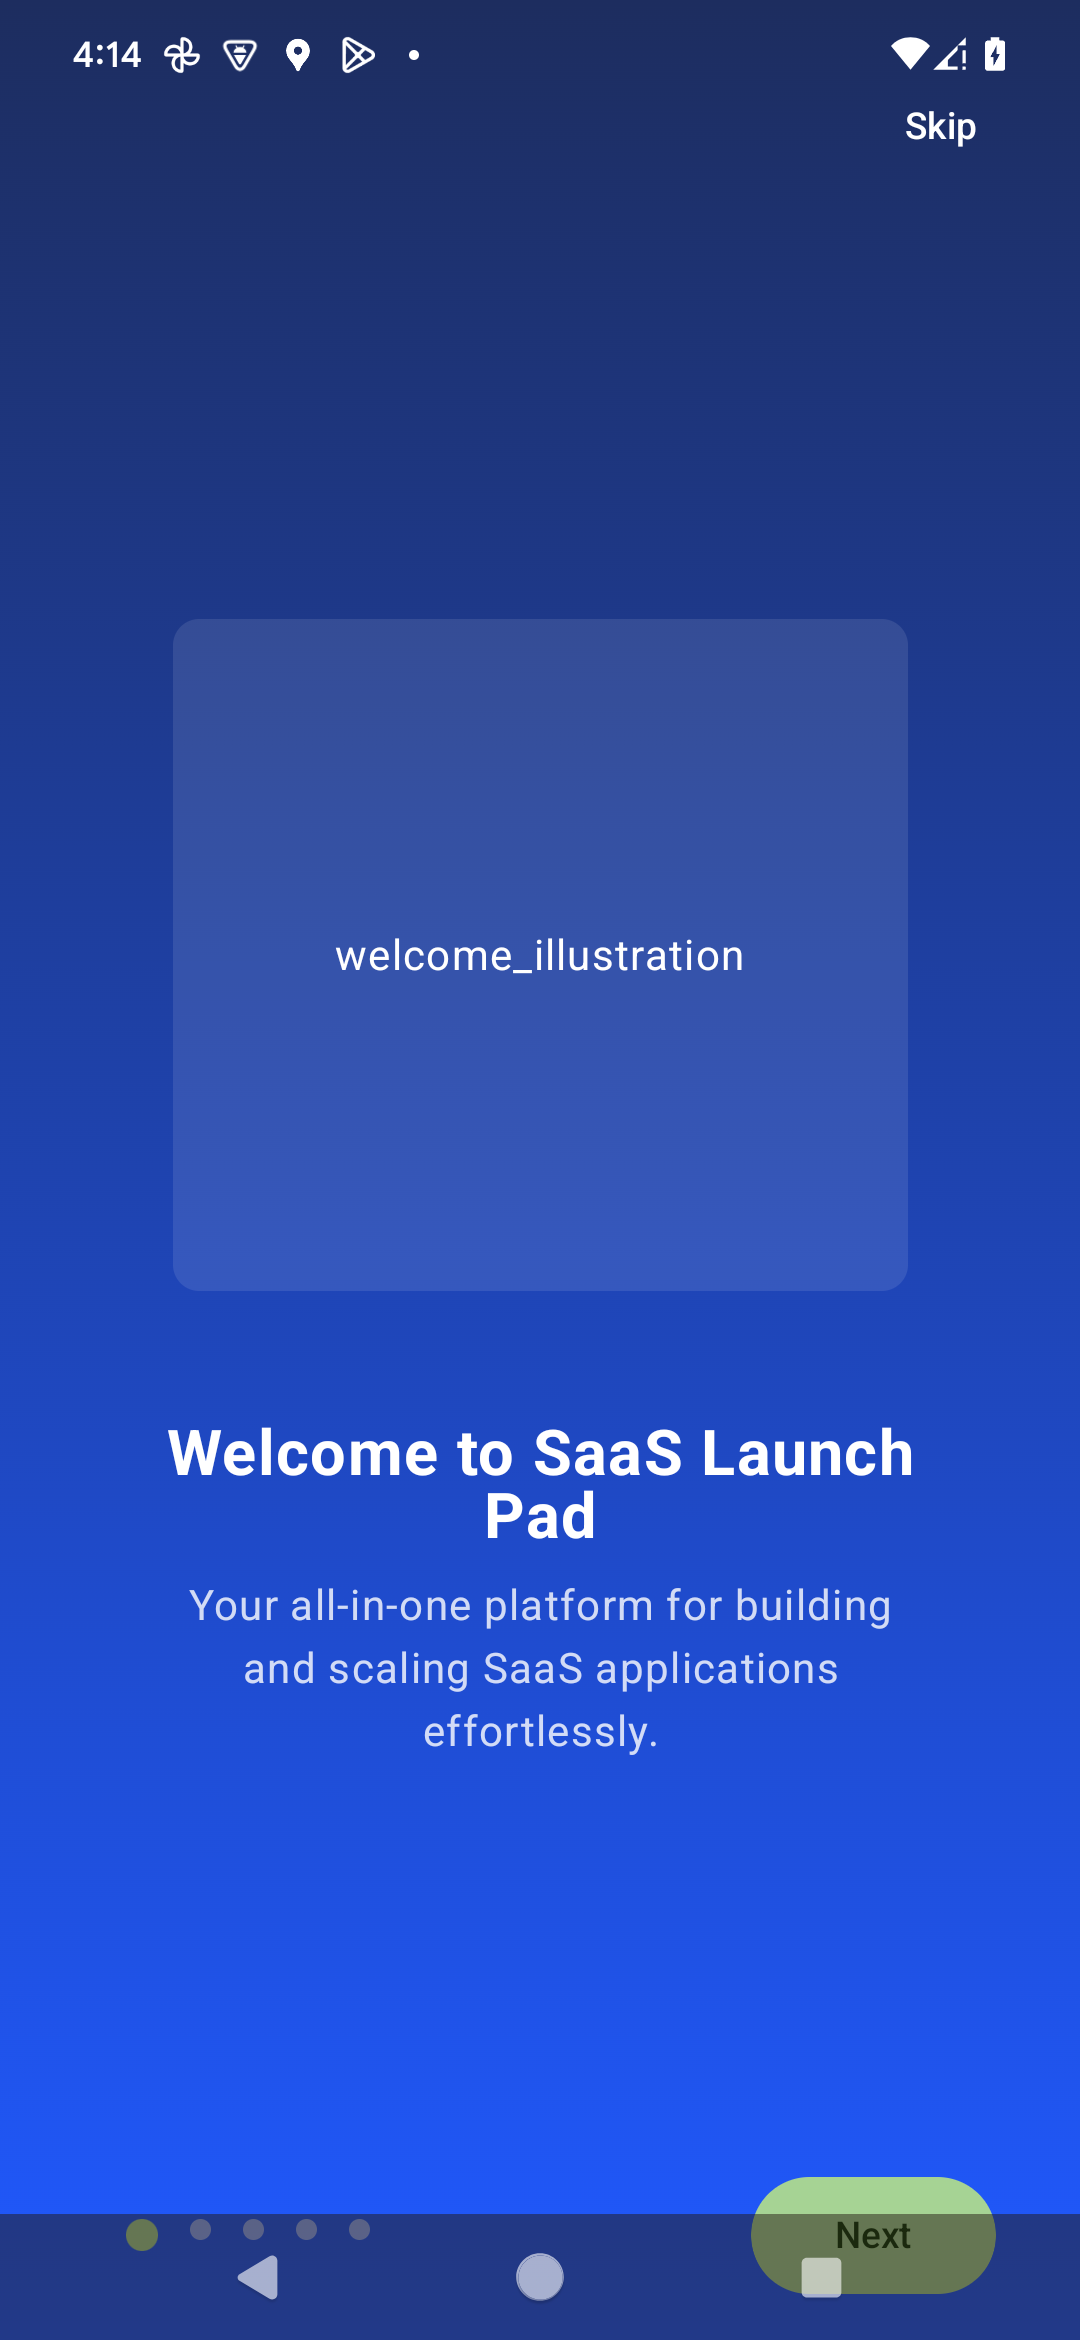 4:14
Skip
welcome_illustration
Welcome to SaaS Launch
Pad
Your all-in-one platform for building
and scaling SaaS applications
effortlessly.
Next